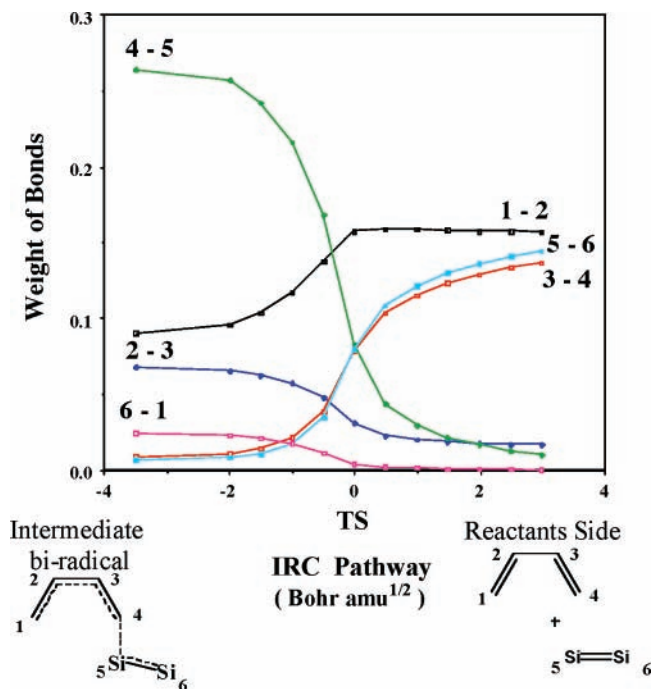 0.3
4 - 5
0.2
1 - 2
5 - 6
3 - 4
Weight of Bonds
0.1
2 - 3
6 - 1
0.0
-4
-2
0
2
4
TS
Intermediate
bi-radical
IRC Pathway
( Bohr amu1/2 )
Reactants Side
2
3
1
4
5 Si Si 6
2
3
1
4
+
5 Si Si 6